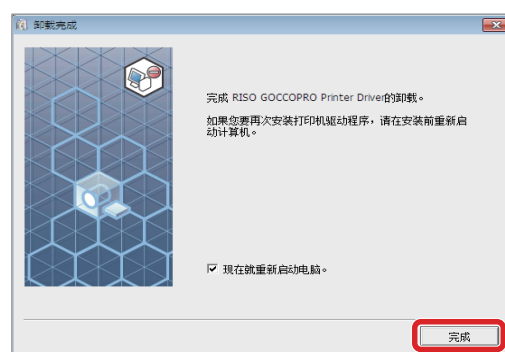 卸载完成
完成 RISO GOCCOPRO Printer Driver的卸载。
如果您要再次安装打印机驱动程序，请在安装前重新启
动计算机。
现在就重新启动电脑。
完成